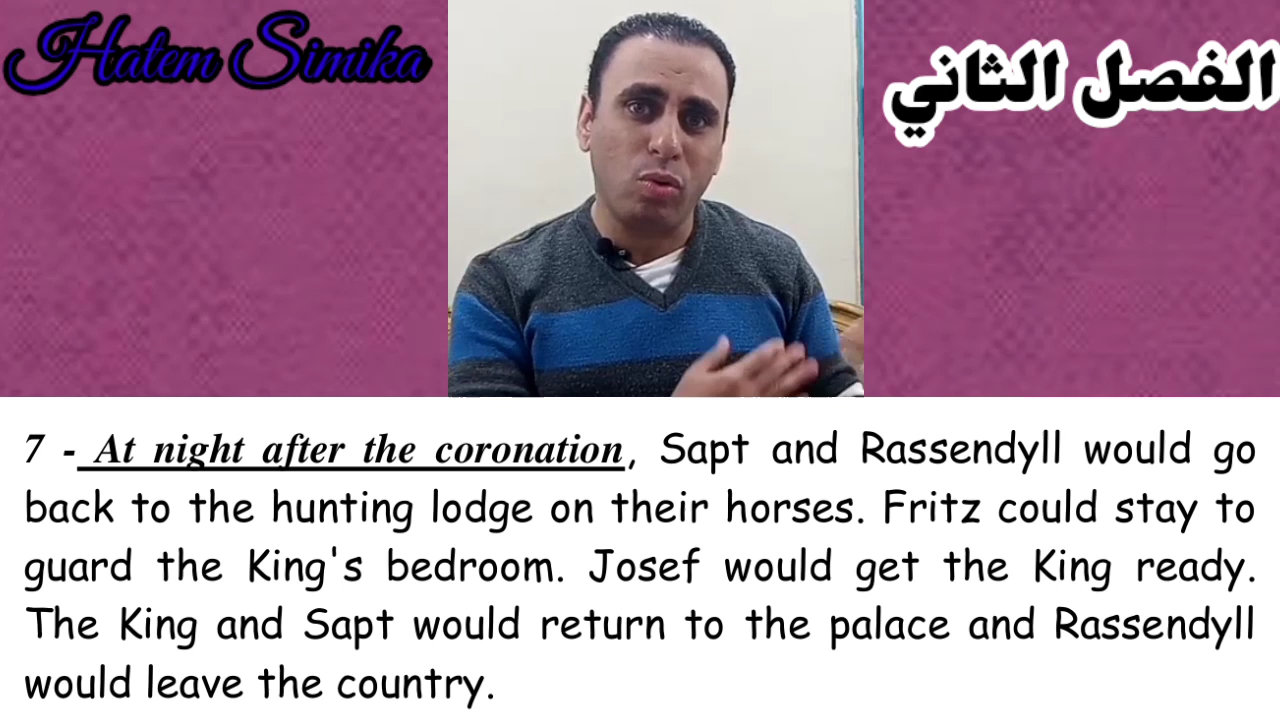 Hatem Simika
الفصل الثاني
7 - At night after the coronation, Sapt and Rassendyll would go
back to the hunting lodge on their horses. Fritz could stay to
guard the King's bedroom. Josef would get the King ready.
The King and Sapt would return to the palace and Rassendyll
would leave the country.